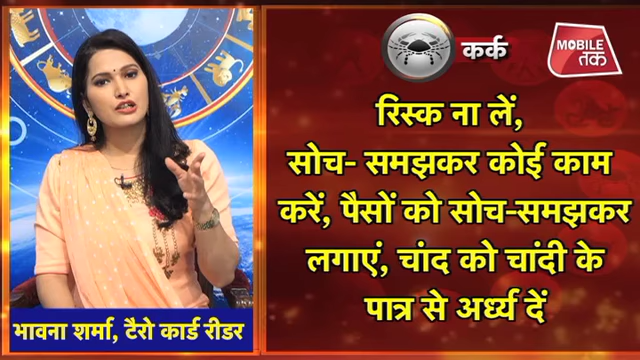 कर्क
MOBILE
तक
रिस्क ना लें,
सोच- समझकर कोई काम
करें, पैसों को सोच-समझकर
लगाएं, चांद को चांदी के
पात्र से अर्ध्य दें
भावना शर्मा, टैरो कार्ड रीडर